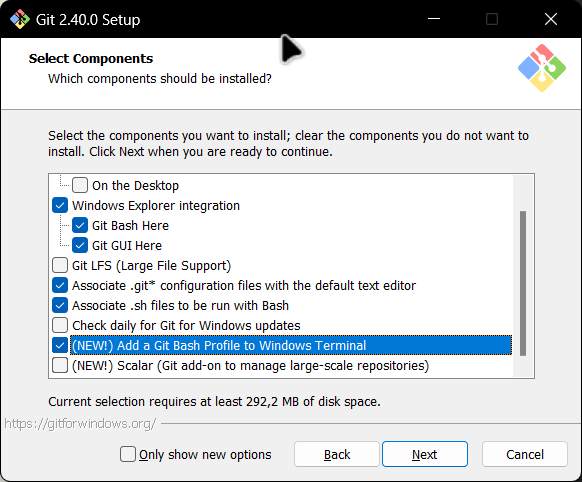 Git 2.40.0 Setup
Select Components
Which components should be installed?
Select the components you want to install; clear the components you do not want to
install. Click Next when you are ready to continue.
On the Desktop
Windows Explorer integration
Git Bash Here
Git GUI Here
Git LFS (Large File Support)
Associate .git* configuration files with the default text editor
Associate .sh files to be run with Bash
Check daily for Git for Windows updates
(NEW!) Add a Git Bash Profile to Windows Terminal
(NEW!) Scalar (Git add-on to manage large-scale repositories)
Current selection requires at least 292,2 MB of disk space.
https://gitforwindows.org/
Only show new options
Back
Next
Cancel